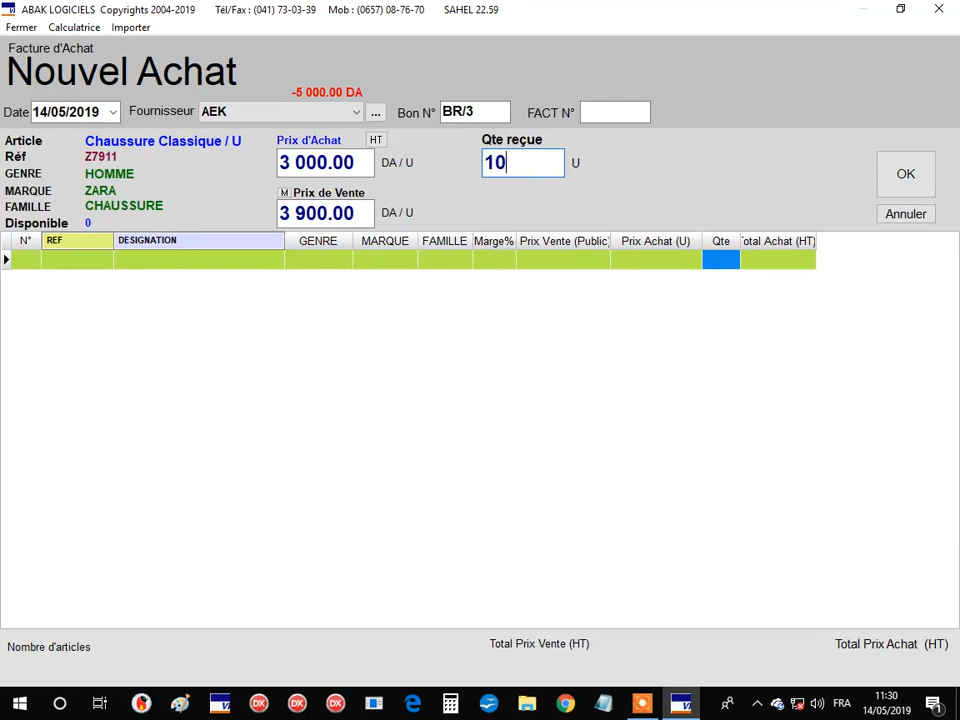 ABAK LOGICIELS Copyrights 2004-2019 Tél/Fax : (041) 73-03-39 Mob : (0657) 08-76-70 SAHEL 22.59
Fermer Calculatrice Importer
Facture d'Achat
Nouvel Achat
-5 000.00 DA
Date 14/05/2019 Fournisseur AEK ... Bon N° BR/3 FACT N°
Article Chaussure Classique / U Prix d'Achat HT Qte reçue
Réf Z7911 3 000.00 DA / U 10 U
GENRE HOMME OK
MARQUE ZARA M Prix de Vente
FAMILLE CHAUSSURE 3 900.00 DA / U Annuler
Disponible 0
N° REF DESIGNATION GENRE MARQUE FAMILLE Marge% Prix Vente (Public) Prix Achat (U) Qte otal Achat (HT)
Nombre d'articles Total Prix Vente (HT) Total Prix Achat (HT)
DX DX DX FRA 11:30
14/05/2019